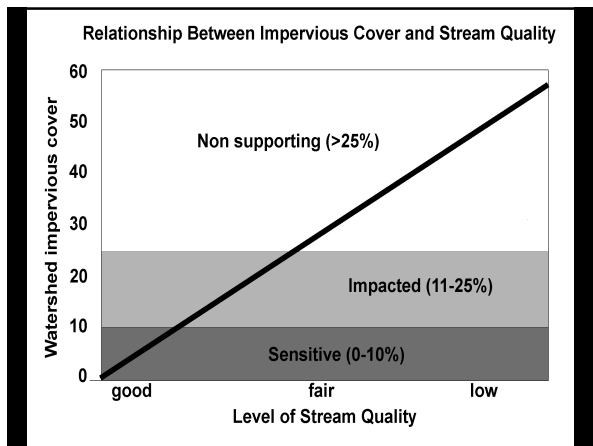 Relationship Between Impervious Cover and Stream Quality
Watershed impervious cover
60
50
40
30
20
10
0
Non supporting (>25%)
Impacted (11-25%)
Sensitive (0-10%)
good fair low
Level of Stream Quality